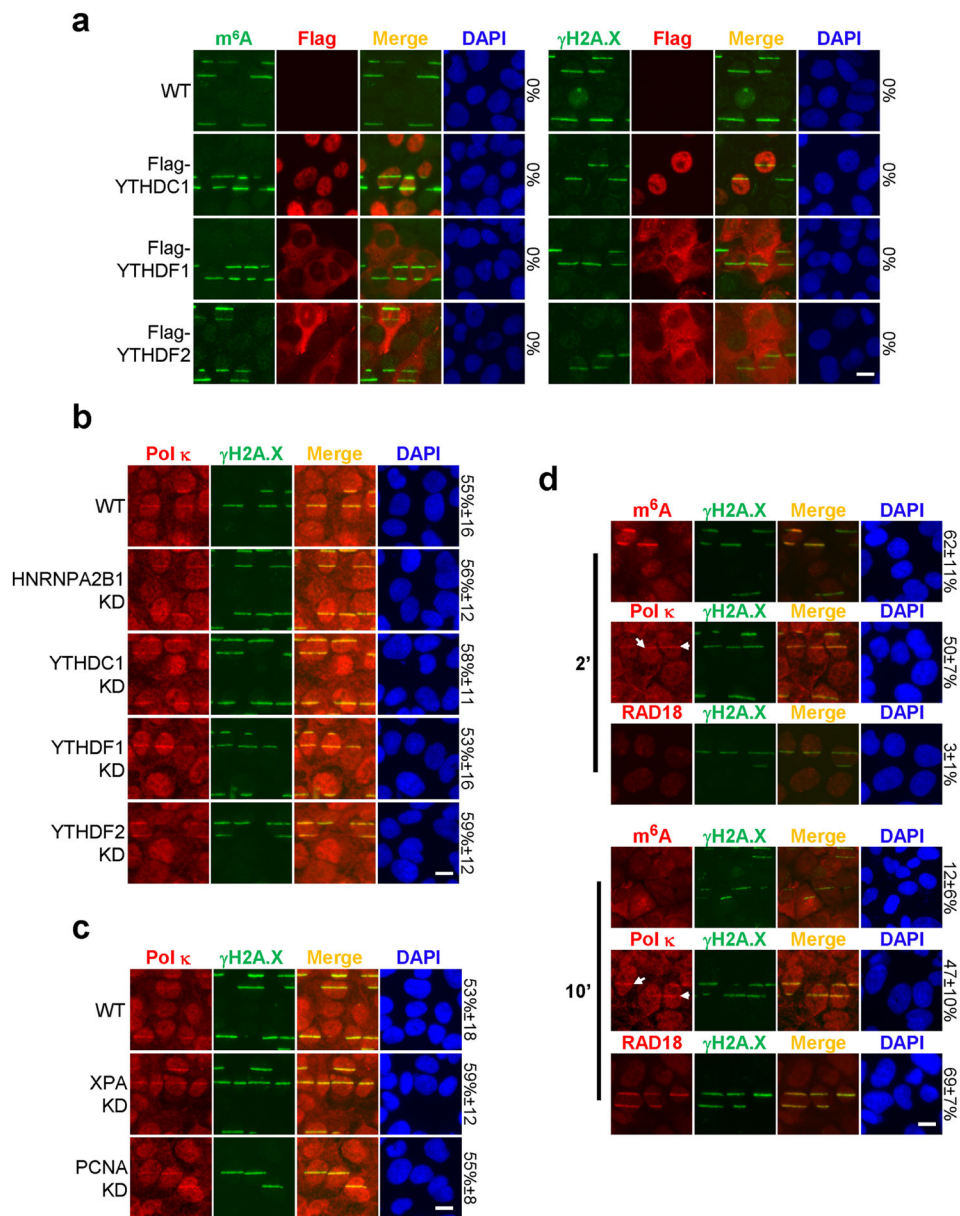 a
m⁶A Flag Merge DAPI γH2A.X Flag Merge DAPI
WT 0% 0%
Flag-
YTHDC1 0% 0%
Flag-
YTHDF1 0% 0%
Flag-
YTHDF2 0% 0%
b
Pol κ γH2A.X Merge DAPI
WT 55%±16
HNRNPA2B1
KD 56%±12
YTHDC1
KD 58%±11
YTHDF1
KD 53%±16
YTHDF2
KD 59%±12
c
Pol κ γH2A.X Merge DAPI
WT 53%±18
XPA
KD 59%±12
PCNA
KD 55%±8
d
m⁶A γH2A.X Merge DAPI
62±11%
2'
Pol κ γH2A.X Merge DAPI
50±7%
RAD18 γH2A.X Merge DAPI
3±1%
m⁶A γH2A.X Merge DAPI
12±6%
10'
Pol κ γH2A.X Merge DAPI
47±10%
RAD18 γH2A.X Merge DAPI
69±7%